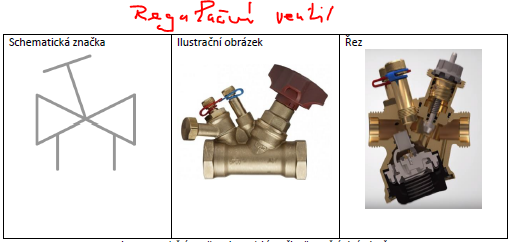 Regulační ventil
Schematická značka
Ilustrační obrázek
Řez